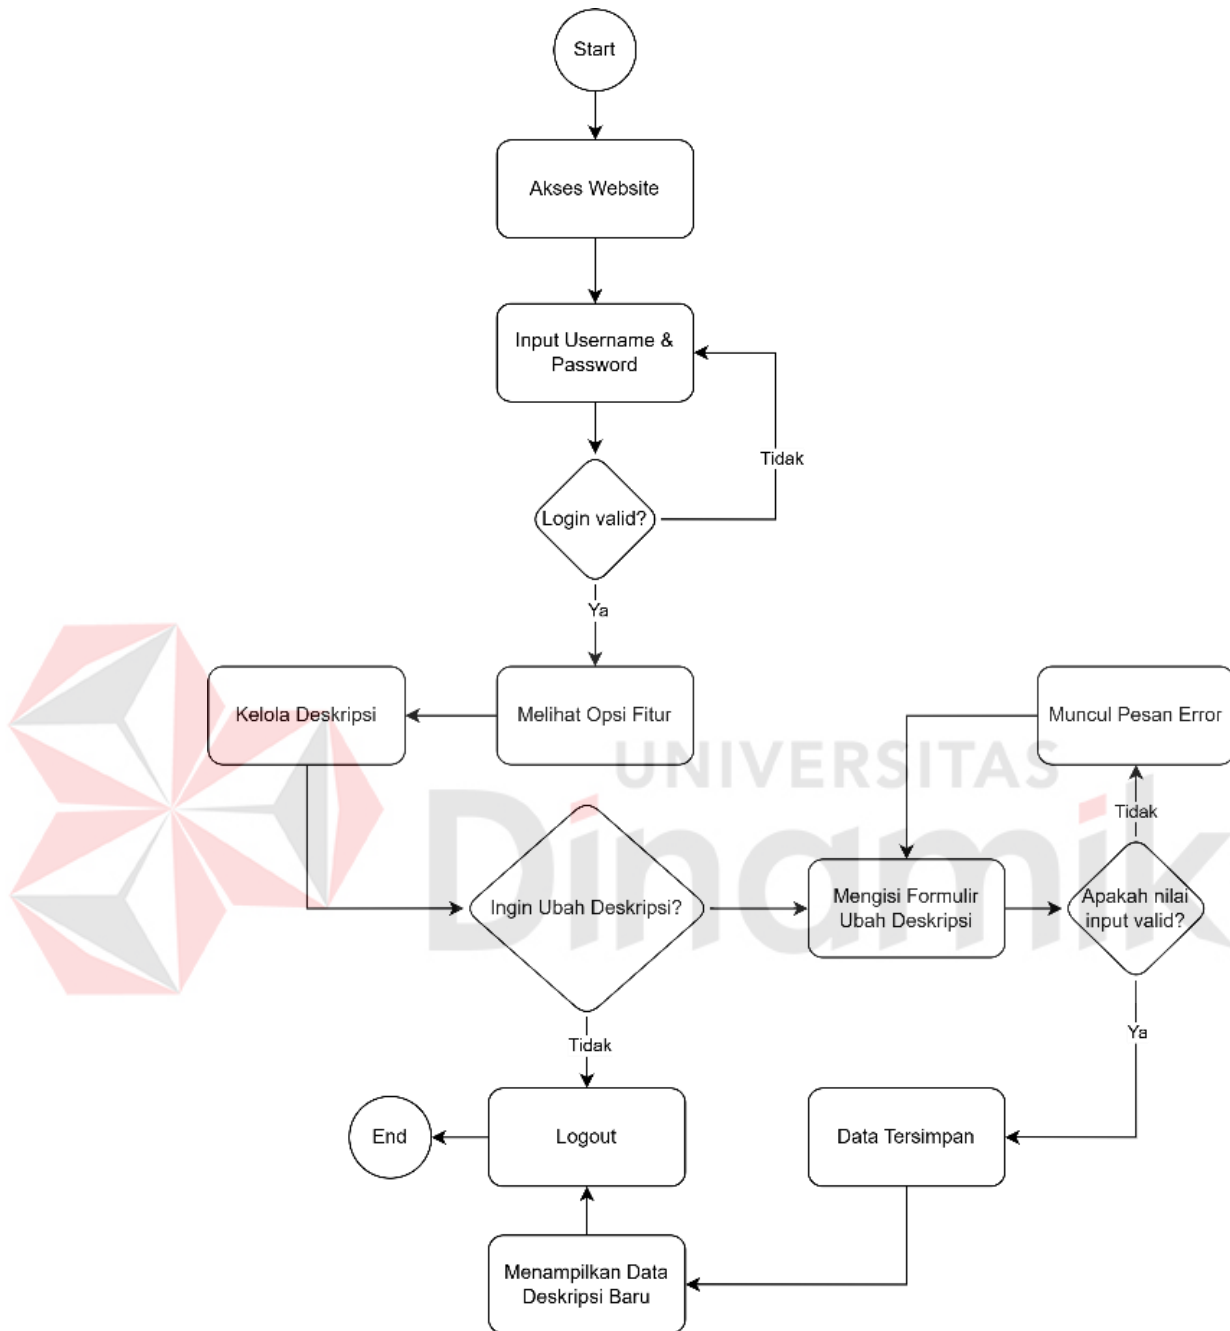 Start
Akses Website
Input Username &
Password
Tidak
Login valid?
Ya
Kelola Deskripsi
Melihat Opsi Fitur
Muncul Pesan Error
UNIVERSITAS
Dinamika
Tidak
Ingin Ubah Deskripsi?
Mengisi Formulir
Ubah Deskripsi
Apakah nilai
input valid?
Ya
Tidak
End
Logout
Data Tersimpan
Menampilkan Data
Deskripsi Baru